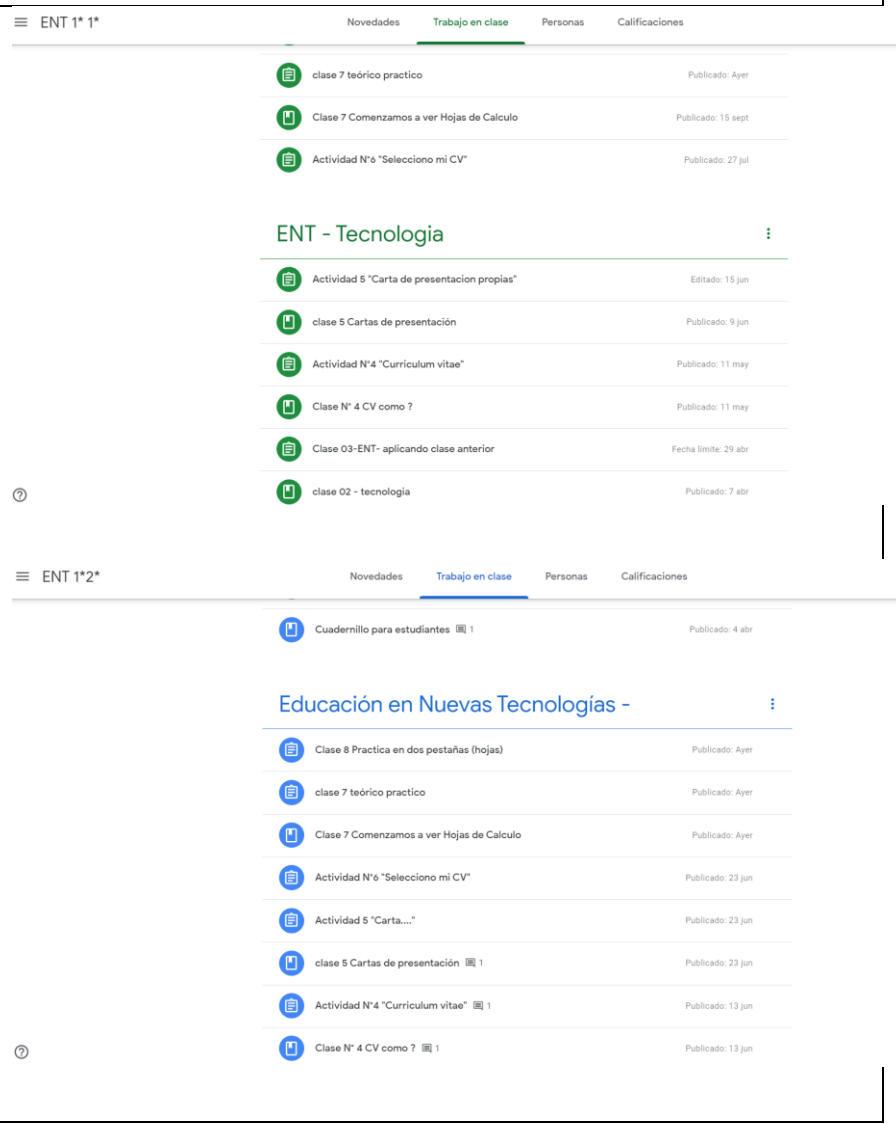 ENT 1* 1*
Novedades Trabajo en clase Personas Calificaciones
clase 7 teórico practico Publicado: Ayer
Clase 7 Comenzamos a ver Hojas de Calculo Publicado: 15 sept
Actividad N°6 "Selecciono mi CV" Publicado: 27 jul
ENT - Tecnologia
Actividad 5 "Carta de presentacion propias" Editado: 15 jun
clase 5 Cartas de presentación Publicado: 9 jun
Actividad N°4 "Curriculum vitae" Publicado: 11 may
Clase N° 4 CV como ? Publicado: 11 may
Clase 03-ENT- aplicando clase anterior Fecha límite: 29 abr
clase 02 - tecnologia Publicado: 7 abr
ENT 1*2*
Novedades Trabajo en clase Personas Calificaciones
Cuadernillo para estudiantes 1 Publicado: 4 abr
Educación en Nuevas Tecnologías -
Clase 8 Practica en dos pestañas (hojas) Publicado: Ayer
clase 7 teórico practico Publicado: Ayer
Clase 7 Comenzamos a ver Hojas de Calculo Publicado: Ayer
Actividad N°6 "Selecciono mi CV" Publicado: 23 jun
Actividad 5 "Carta...." Publicado: 23 jun
clase 5 Cartas de presentación 1 Publicado: 23 jun
Actividad N°4 "Curriculum vitae" 1 Publicado: 13 jun
Clase N° 4 CV como ? 1 Publicado: 13 jun